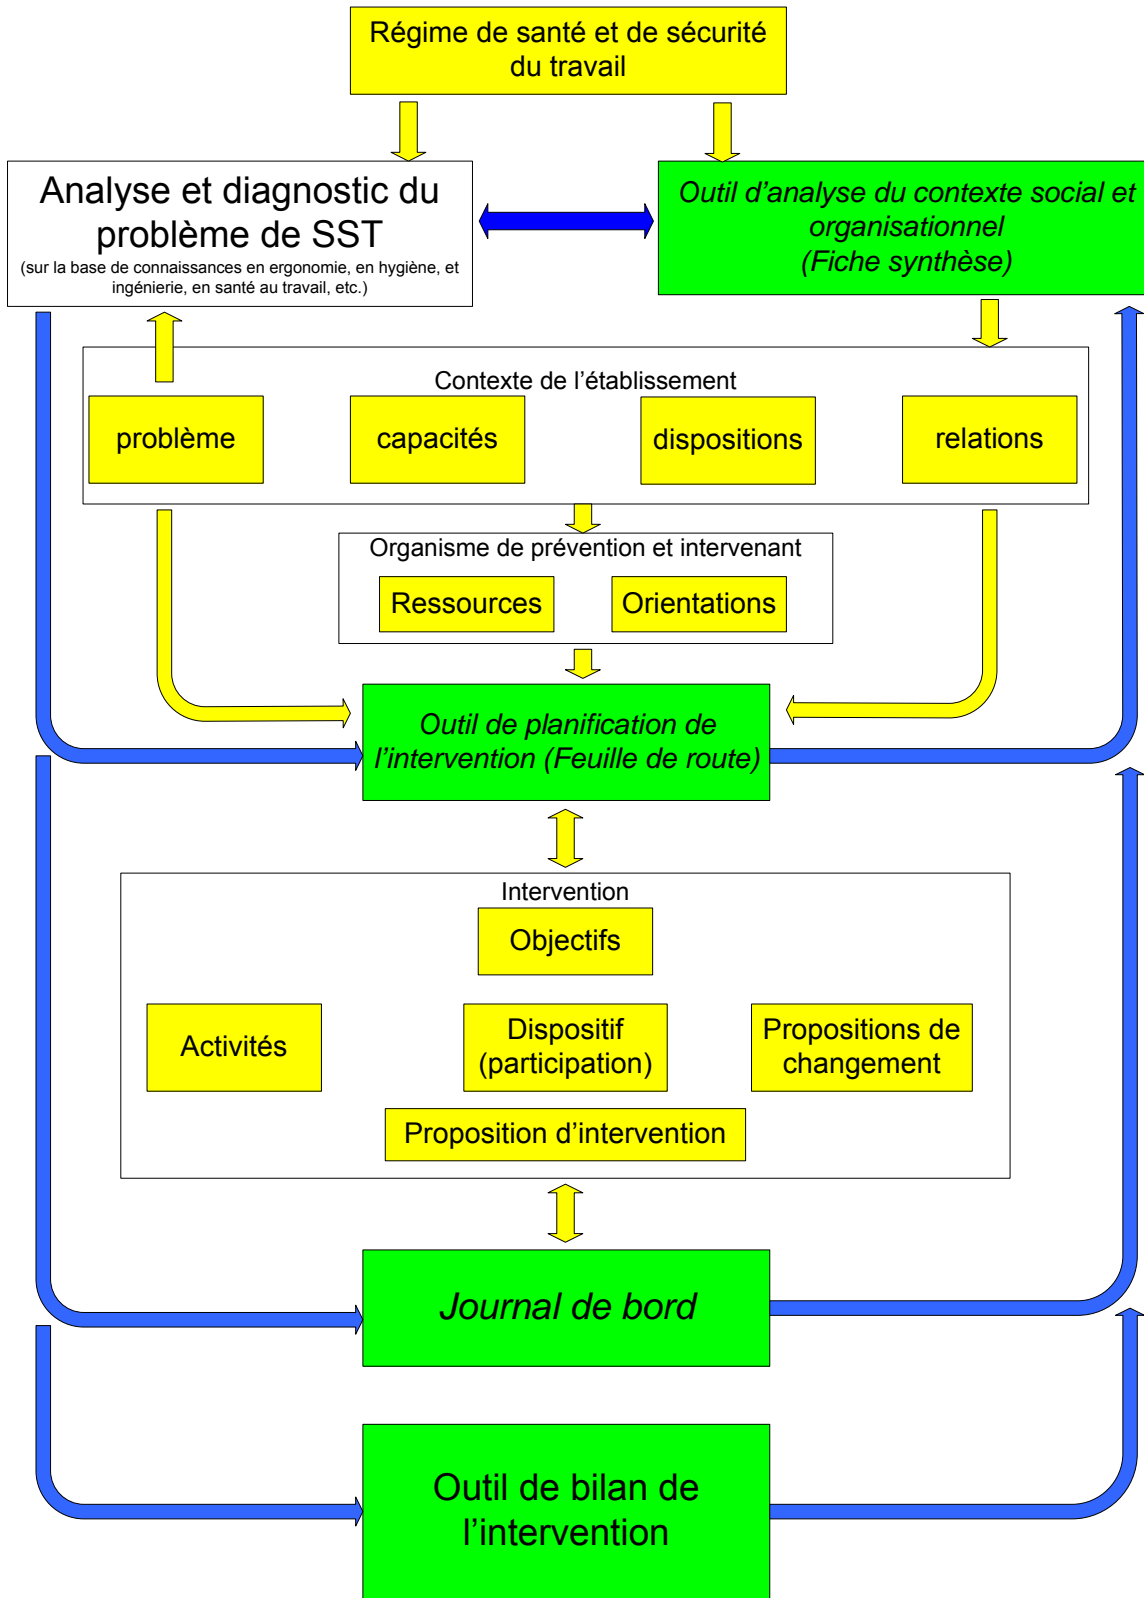 Régime de santé et de sécurité
du travail
Analyse et diagnostic du
problème de SST
(sur la base de connaissances en ergonomie, en hygiène, et
ingénierie, en santé au travail, etc.)
Outil d’analyse du contexte social et
organisationnel
(Fiche synthèse)
Contexte de l’établissement
problème
capacités
dispositions
relations
Organisme de prévention et intervenant
Ressources
Orientations
Outil de planification de
l’intervention (Feuille de route)
Intervention
Objectifs
Activités
Dispositif
(participation)
Propositions de
changement
Proposition d’intervention
Journal de bord
Outil de bilan de
l’intervention